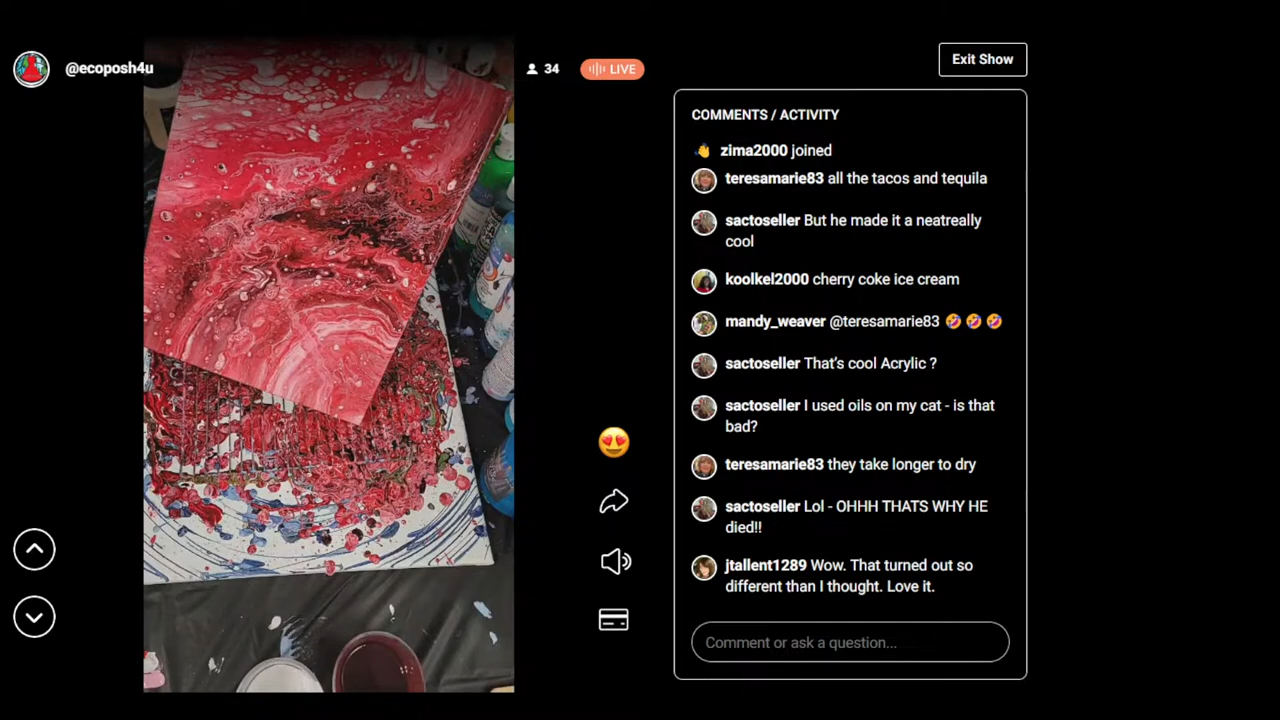 @ecoposh4u
34
LIVE
Exit Show
COMMENTS / ACTIVITY
zima2000 joined
teresamarie83 all the tacos and tequila
sactoseller But he made it a neatreally
cool
koolkel2000 cherry coke ice cream
mandy_weaver @teresamarie83 🤣 🤣 🤣
sactoseller That's cool Acrylic ?
sactoseller I used oils on my cat - is that
bad?
teresamarie83 they take longer to dry
sactoseller Lol - OHHH THATS WHY HE
died!!
jtallent1289 Wow. That turned out so
different than I thought. Love it.
Comment or ask a question...